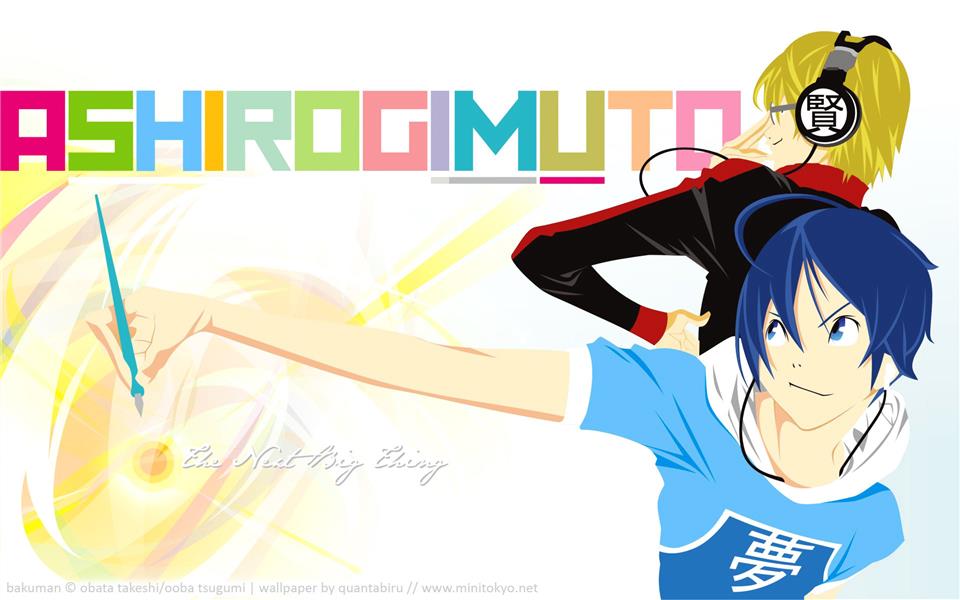 ASHIROGIMUTO
賢
The Next Big Thing
夢
bakuman © obata takeshi/ooba tsugumi | wallpaper by quantabiru // www.minitokyo.net